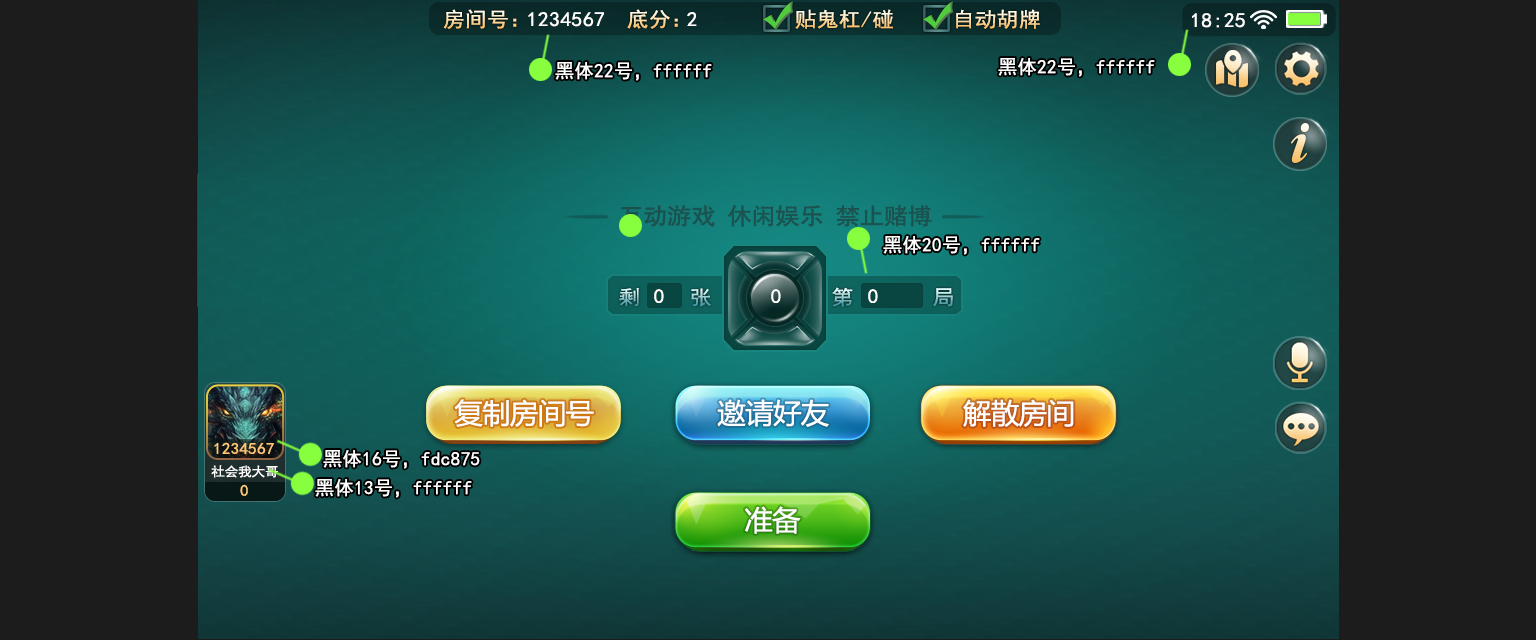 房间号：1234567 底分：2 贴鬼杠/碰 自动胡牌 18:25
黑体22号，ffffff 黑体22号，ffffff
互动游戏 休闲娱乐 禁止赌博
黑体20号，ffffff
剩 0 张 0 第 0 局
复制房间号 邀请好友 解散房间
1234567
黑体16号，fdc875
社会我大哥
黑体13号，ffffff
0
准备